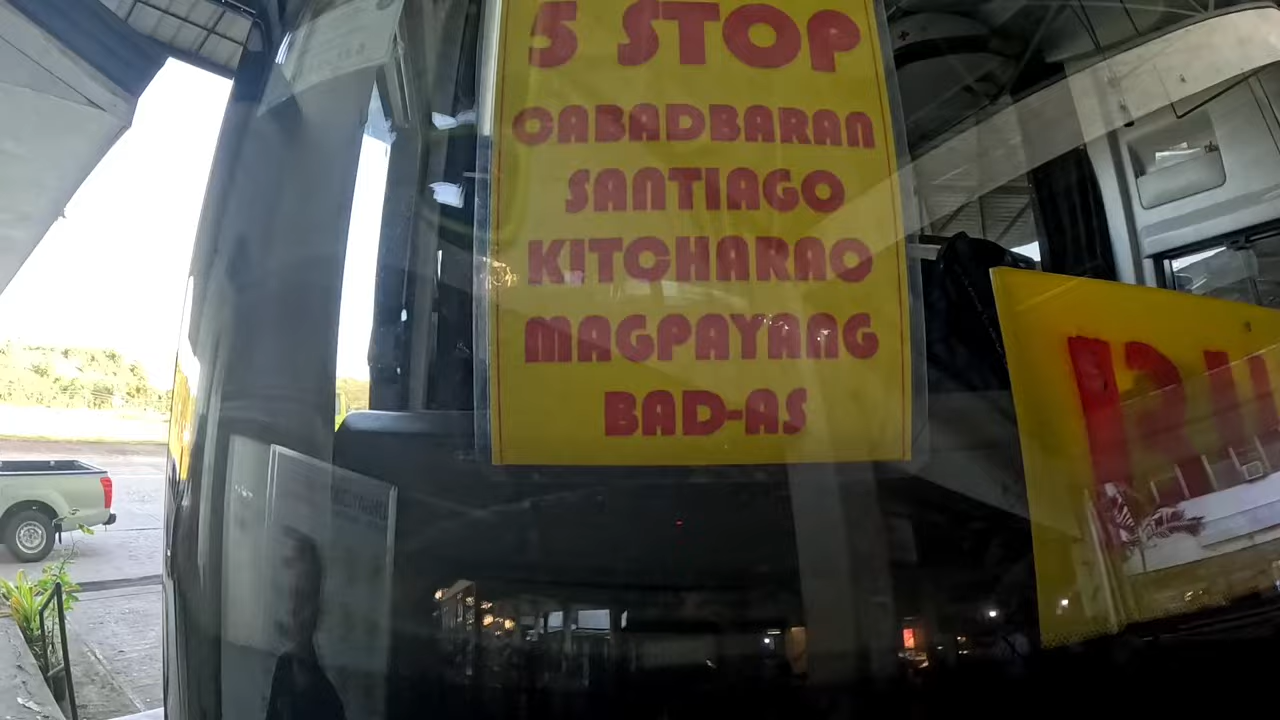 5 STOP
CABADBARAN
SANTIAGO
KITCHARAO
MAGPAYANG
BAD-AS